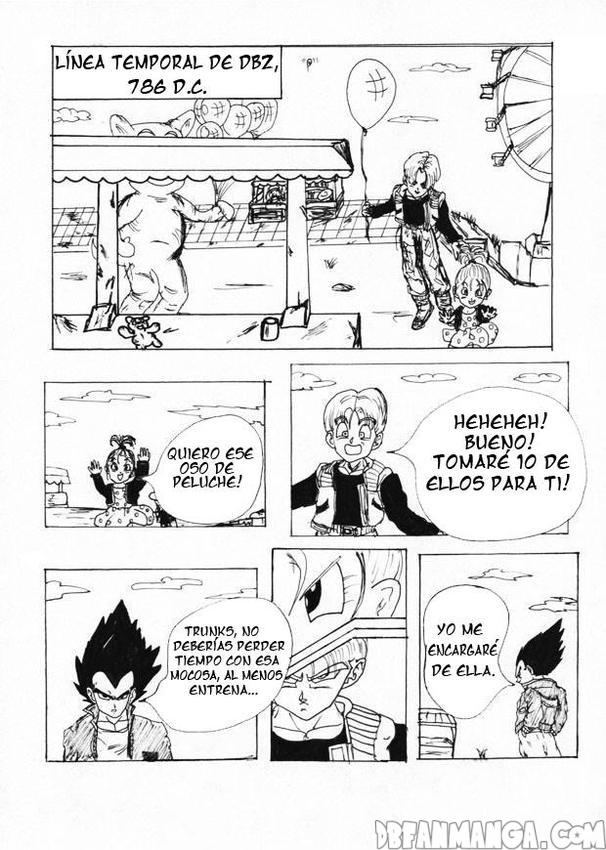 LÍNEA TEMPORAL DE DBZ,
786 D.C.
QUIERO ESE
OSO DE
PELUCHE!
HEHEHEH!
BUENO!
TOMARÉ 10 DE
ELLOS PARA TI!
TRUNKS, NO
DEBERÍAS PERDER
TIEMPO CON ESA
MOCOSA, AL MENOS
ENTRENA...
YO ME
ENCARGARÉ
DE ELLA.
DBFANMANGA.COM